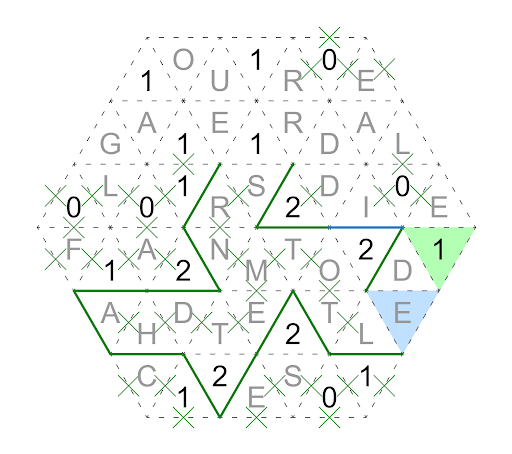 1 O U 1 R 0 E
G A 1 E 1 R D A L
0 L 0 1 R S 2 D I 0 E
F 1 A 2 N M T O 2 D 1
A H D T E 2 T L E
C 1 2 E S 0 1